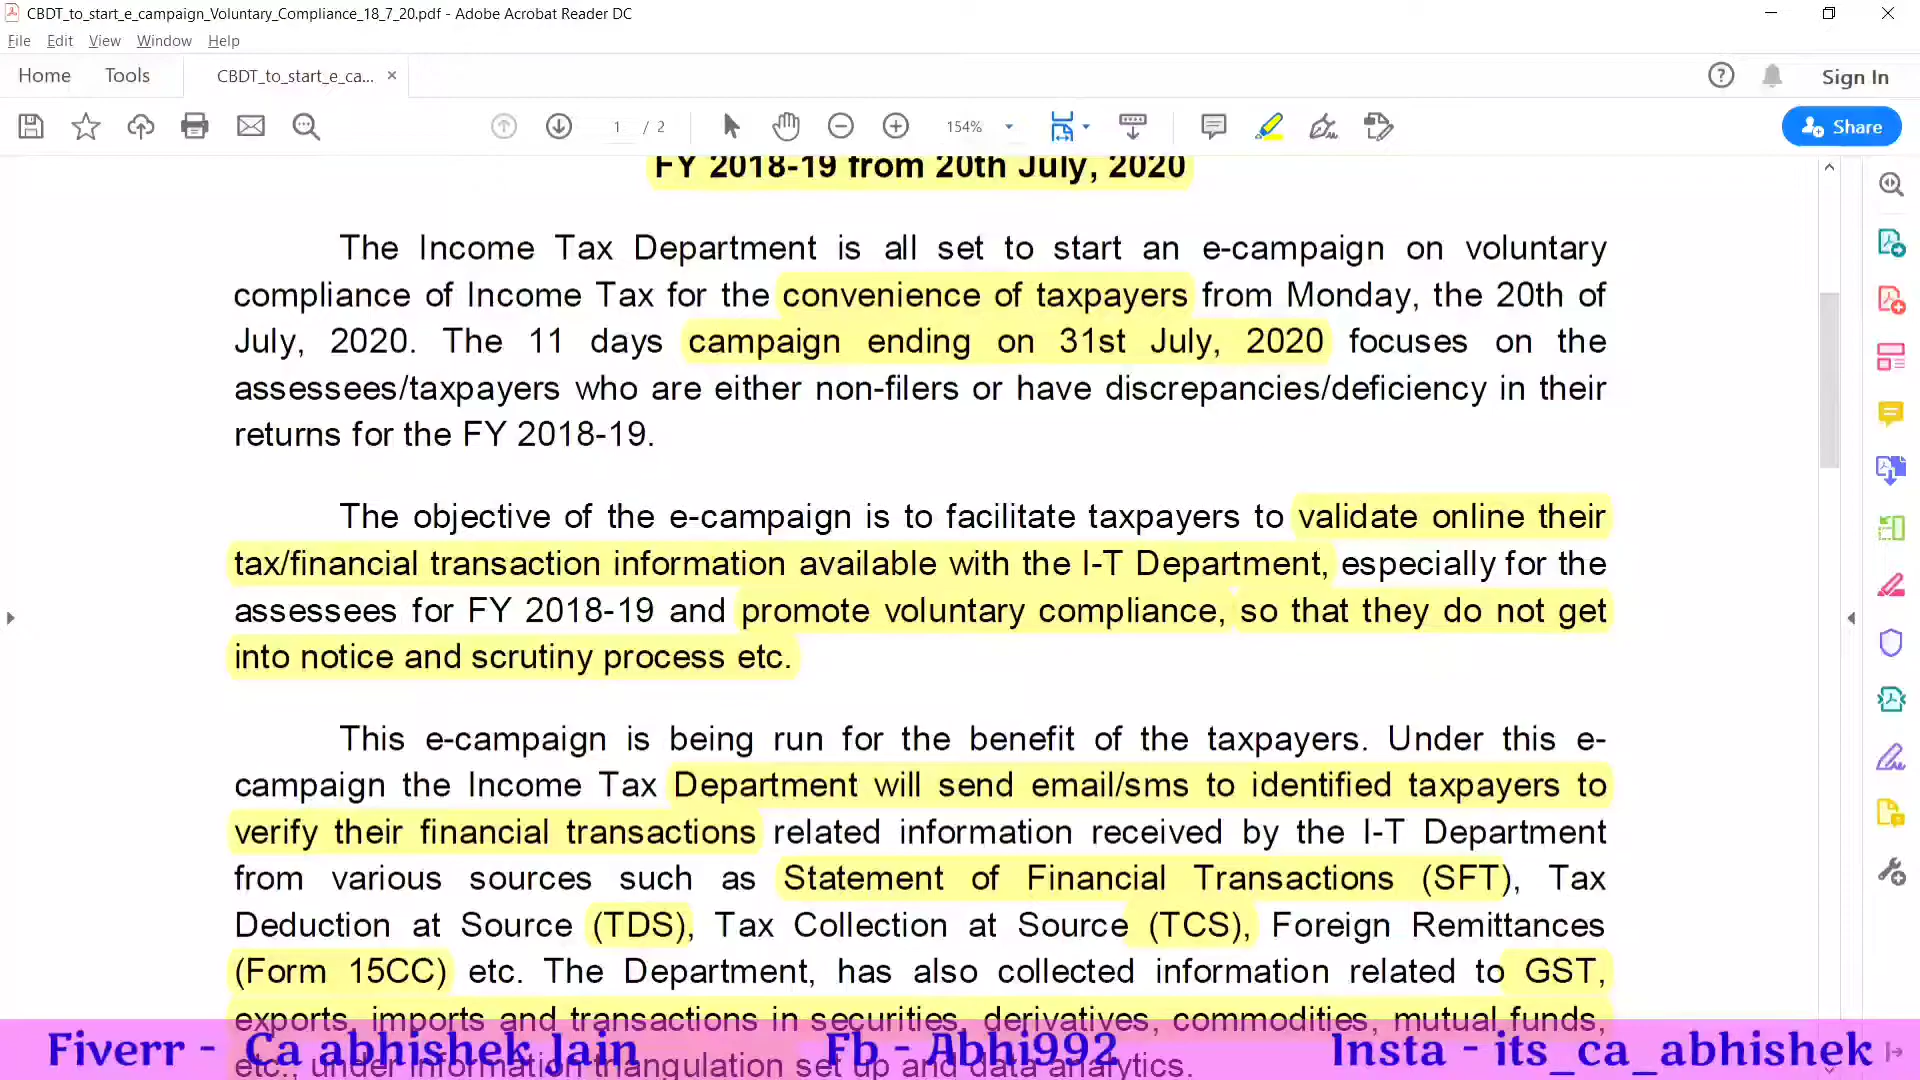 CBDT_to_start_e_campaign_Voluntary_Compliance_18_7_20.pdf - Adobe Acrobat Reader DC
File Edit View Window Help
Home Tools CBDT_to_start_e_ca... × Sign In
1 / 2 154% Share
FY 2018-19 from 20th July, 2020
The Income Tax Department is all set to start an e-campaign on voluntary
compliance of Income Tax for the convenience of taxpayers from Monday, the 20th of
July, 2020. The 11 days campaign ending on 31st July, 2020 focuses on the
assessees/taxpayers who are either non-filers or have discrepancies/deficiency in their
returns for the FY 2018-19.
The objective of the e-campaign is to facilitate taxpayers to validate online their
tax/financial transaction information available with the I-T Department, especially for the
assessees for FY 2018-19 and promote voluntary compliance, so that they do not get
into notice and scrutiny process etc.
This e-campaign is being run for the benefit of the taxpayers. Under this e-
campaign the Income Tax Department will send email/sms to identified taxpayers to
verify their financial transactions related information received by the I-T Department
from various sources such as Statement of Financial Transactions (SFT), Tax
Deduction at Source (TDS), Tax Collection at Source (TCS), Foreign Remittances
(Form 15CC) etc. The Department, has also collected information related to GST,
exports, imports and transactions in securities, derivatives, commodities, mutual funds,
etc., under information triangulation set up and data analytics.
Fiverr - Ca abhishek Jain Fb - Abhi992 Insta - its_ca_abhishek